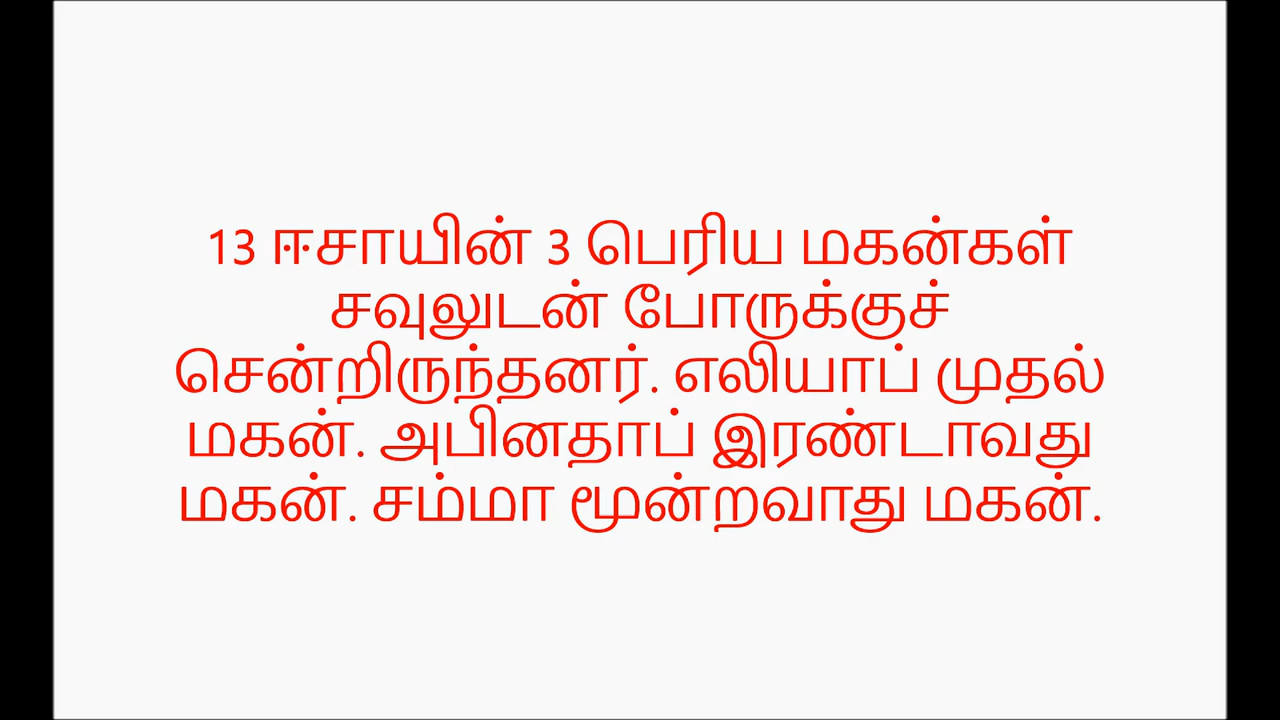 13 ஈசாயின் 3 பெரிய மகன்கள்
சவுலுடன் போருக்குச்
சென்றிருந்தனர். எலியாப் முதல்
மகன். அபினதாப் இரண்டாவது
மகன். சம்மா மூன்றவாது மகன்.